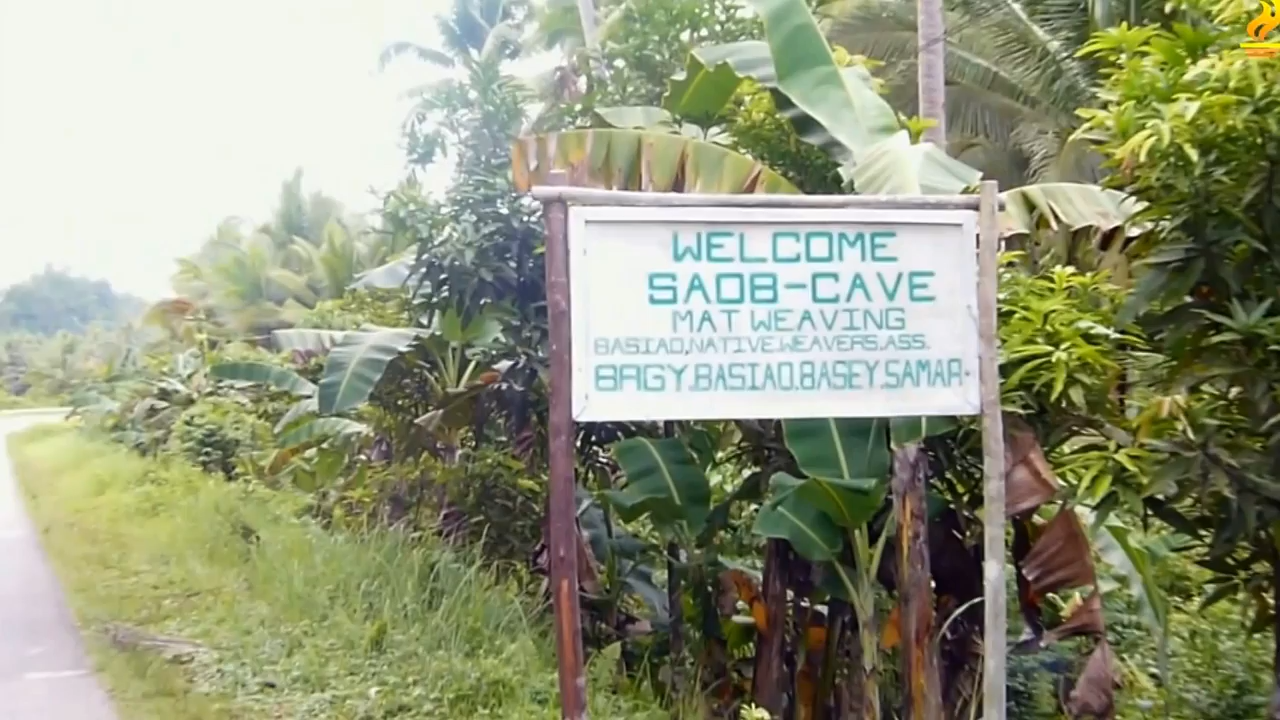 WELCOME
SAOB-CAVE
MAT WEAVING
BASIAO,NATIVE.WEAVERS.ASS.
BRGY.BASIAO.BASEY.SAMAR.